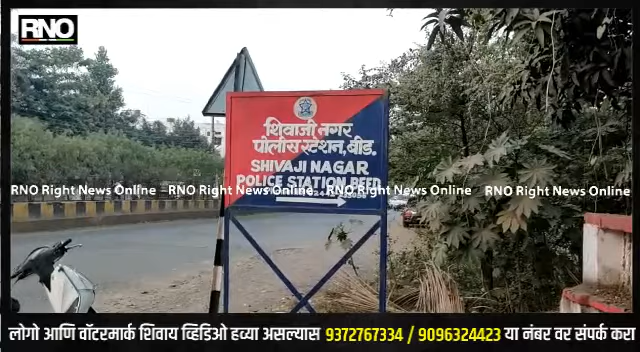 RNO
शिवाजी नगर
पोलीस स्टेशन, बीड.
SHIVAJI NAGAR
POLICE STATION BEED
RNO Right News Online RNO Right News Online RNO Right News Online RNO Right News Online
लोगो आणि वॉटरमार्क शिवाय व्हिडिओ हव्या असल्यास 9372767334 / 9096324423 या नंबर वर संपर्क करा